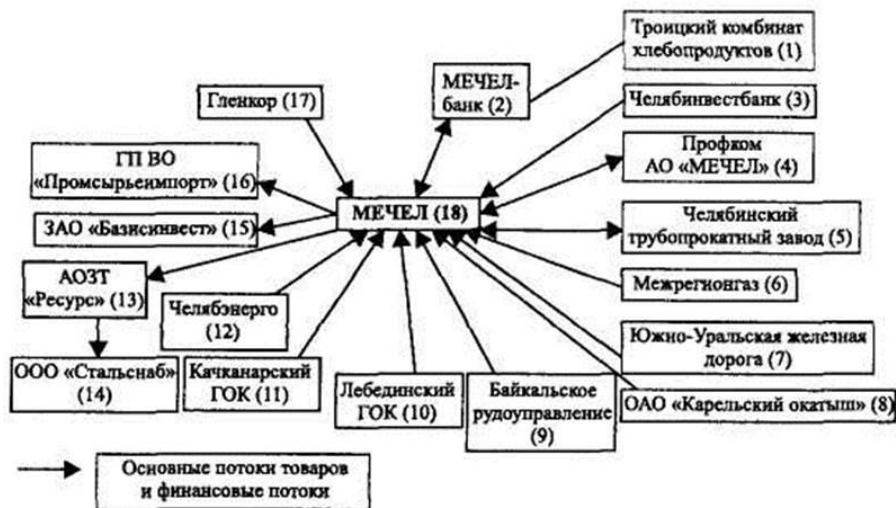 Троицкий комбинат
хлебопродуктов (1)
МЕЧЕЛ-
банк (2)
Гленкор (17)
Челябинвестбанк (3)
ГП ВО
«Промсырьеимпорт» (16)
Профком
АО «МЕЧЕЛ» (4)
МЕЧЕЛ (18)
ЗАО «Базисинвест» (15)
Челябинский
трубопрокатный завод (5)
АОЗТ
«Ресурс» (13)
Челябэнерго
(12)
Межрегионгаз (6)
Южно-Уральская железная
дорога (7)
ООО «Стальснаб»
(14)
Качканарский
ГОК (11)
Лебединский
ГОК (10)
Байкальское
рудоуправление
(9)
ОАО «Карельский окатыш» (8)
Основные потоки товаров
и финансовые потоки